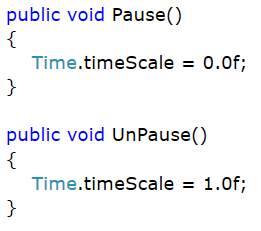 public void Pause()
{
    Time.timeScale = 0.0f;
}

public void UnPause()
{
    Time.timeScale = 1.0f;
}